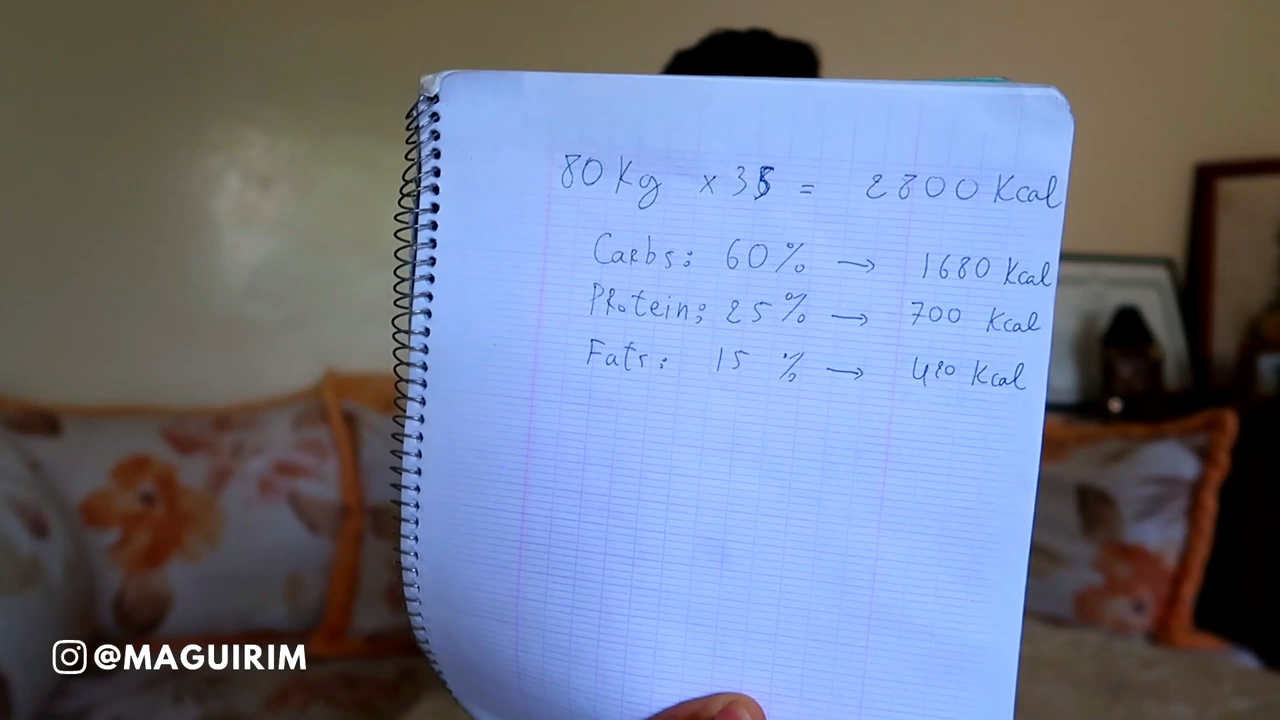 80 Kg x 35 = 2800 Kcal
Carbs: 60% → 1680 Kcal
Protein: 25% → 700 Kcal
Fats: 15 % → 420 Kcal
@MAGUIRIM